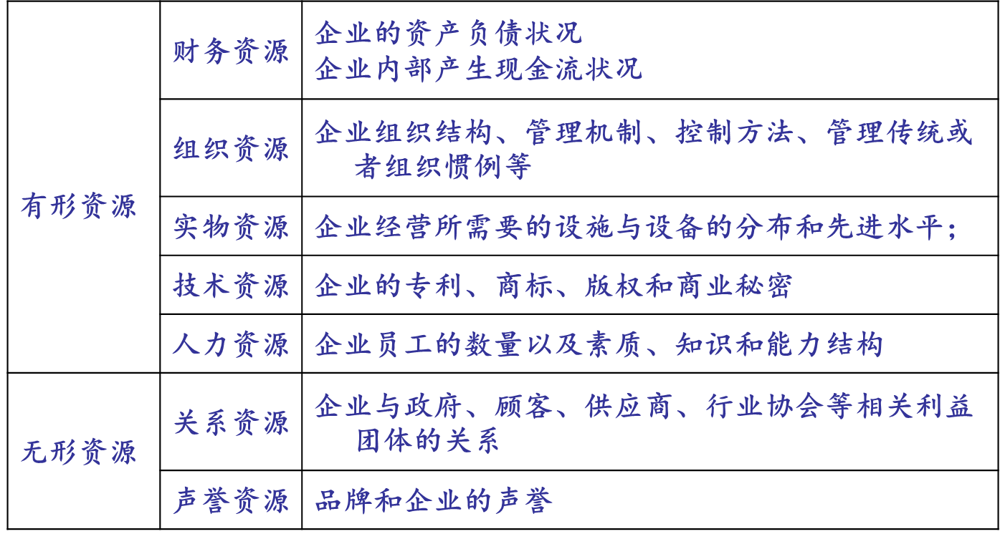 有形资源
财务资源
企业的资产负债状况
企业内部产生现金流状况
组织资源
企业组织结构、管理机制、控制方法、管理传统或
者组织惯例等
实物资源
企业经营所需要的设施与设备的分布和先进水平；
技术资源
企业的专利、商标、版权和商业秘密
人力资源
企业员工的数量以及素质、知识和能力结构
无形资源
关系资源
企业与政府、顾客、供应商、行业协会等相关利益
团体的关系
声誉资源
品牌和企业的声誉